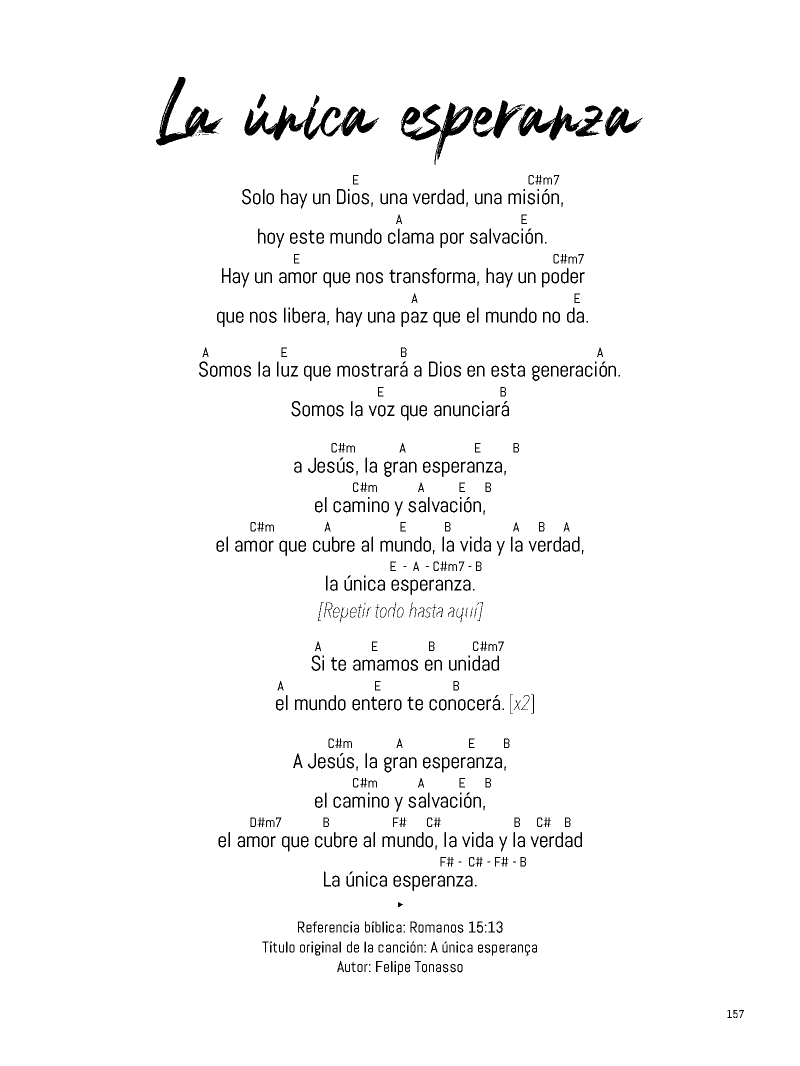 La única esperanza
E C#m7
Solo hay un Dios, una verdad, una misión,
A E
hoy este mundo clama por salvación.
E C#m7
Hay un amor que nos transforma, hay un poder
A E
que nos libera, hay una paz que el mundo no da.
A E B A
Somos la luz que mostrará a Dios en esta generación.
E B
Somos la voz que anunciará
C#m A E B
a Jesús, la gran esperanza,
C#m A E B
el camino y salvación,
C#m A E B A B A
el amor que cubre al mundo, la vida y la verdad,
E - A - C#m7 - B
la única esperanza.
[Repetir todo hasta aquí]
A E B C#m7
Si te amamos en unidad
A E B
el mundo entero te conocerá. [x2]
C#m A E B
A Jesús, la gran esperanza,
C#m A E B
el camino y salvación,
D#m7 B F# C# B C# B
el amor que cubre al mundo, la vida y la verdad
F# - C# - F# - B
La única esperanza.
Referencia bíblica: Romanos 15:13
Título original de la canción: A única esperança
Autor: Felipe Tonasso
157